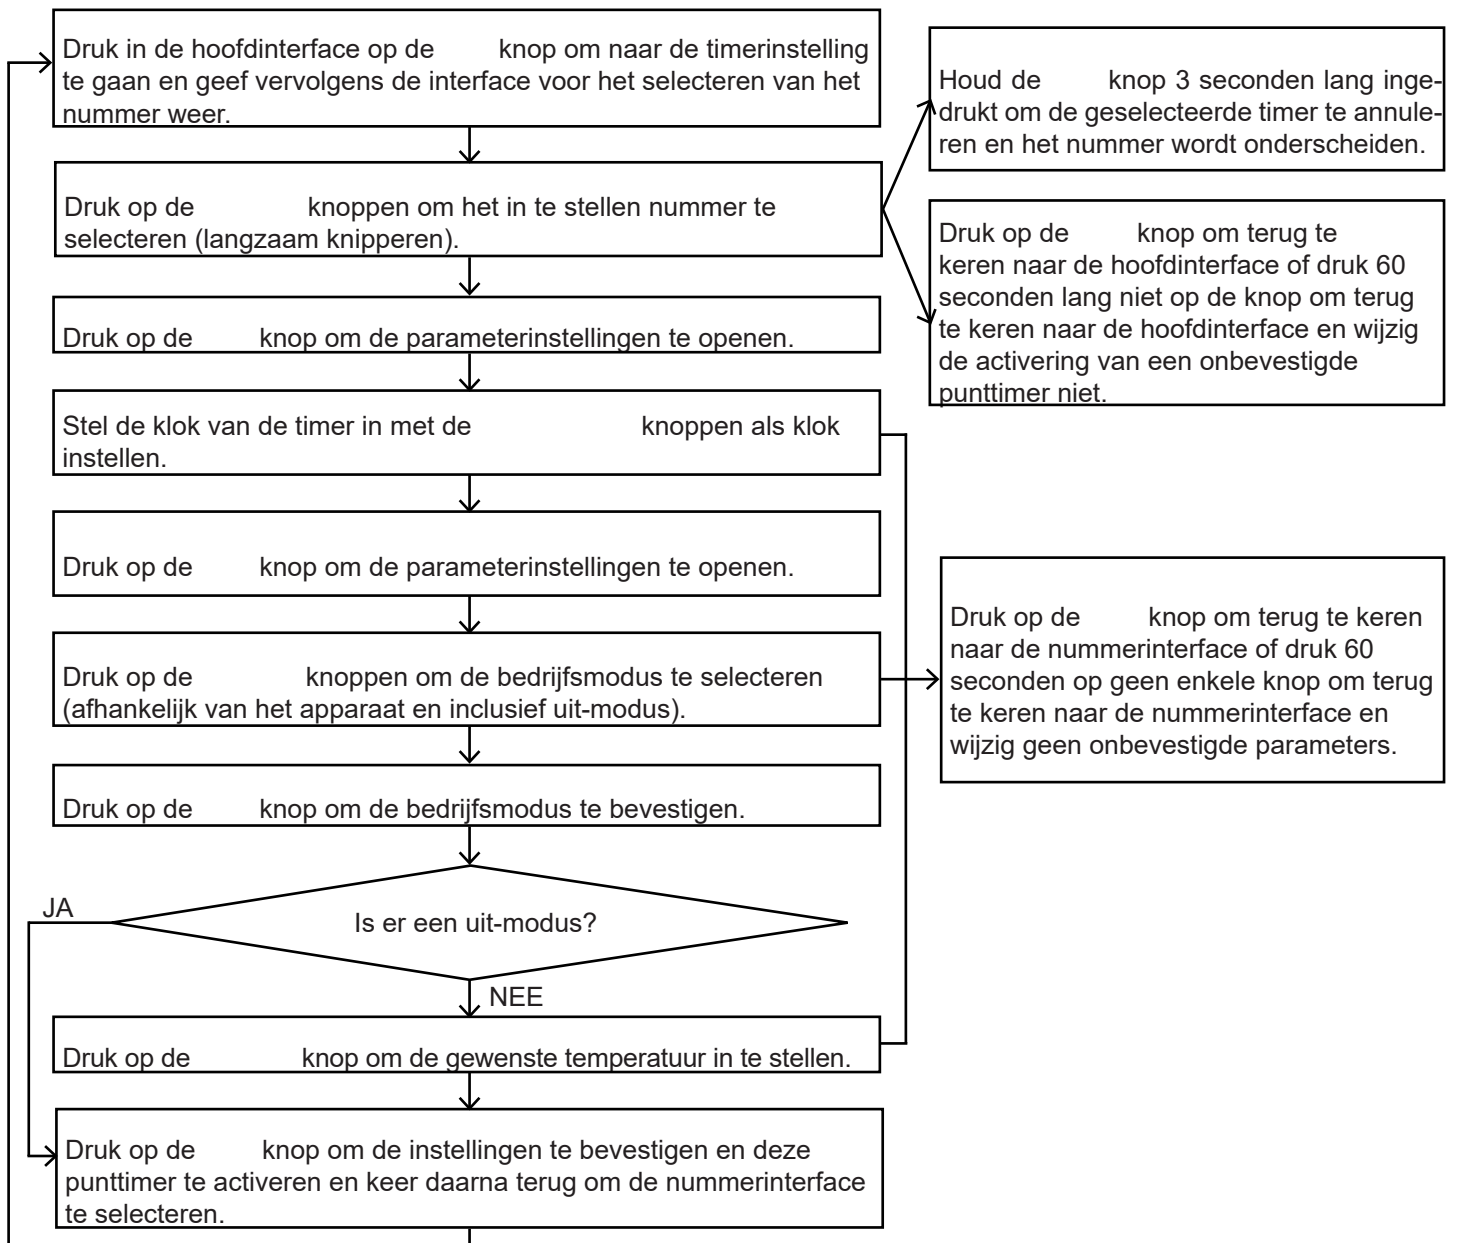 Druk in de hoofdinterface op de knop om naar de timerinstelling
te gaan en geef vervolgens de interface voor het selecteren van het
nummer weer.
Houd de knop 3 seconden lang inge-
drukt om de geselecteerde timer te annule-
ren en het nummer wordt onderscheiden.
Druk op de knoppen om het in te stellen nummer te
selecteren (langzaam knipperen).
Druk op de knop om terug te
keren naar de hoofdinterface of druk 60
seconden lang niet op de knop om terug
te keren naar de hoofdinterface en wijzig
de activering van een onbevestigde
punttimer niet.
Druk op de knop om de parameterinstellingen te openen.
Stel de klok van de timer in met de knoppen als klok
instellen.
Druk op de knop om de parameterinstellingen te openen.
Druk op de knoppen om de bedrijfsmodus te selecteren
(afhankelijk van het apparaat en inclusief uit-modus).
Druk op de knop om terug te keren
naar de nummerinterface of druk 60
seconden op geen enkele knop om terug
te keren naar de nummerinterface en
wijzig geen onbevestigde parameters.
Druk op de knop om de bedrijfsmodus te bevestigen.
JA
Is er een uit-modus?
NEE
Druk op de knop om de gewenste temperatuur in te stellen.
Druk op de knop om de instellingen te bevestigen en deze
punttimer te activeren en keer daarna terug om de nummerinterface
te selecteren.